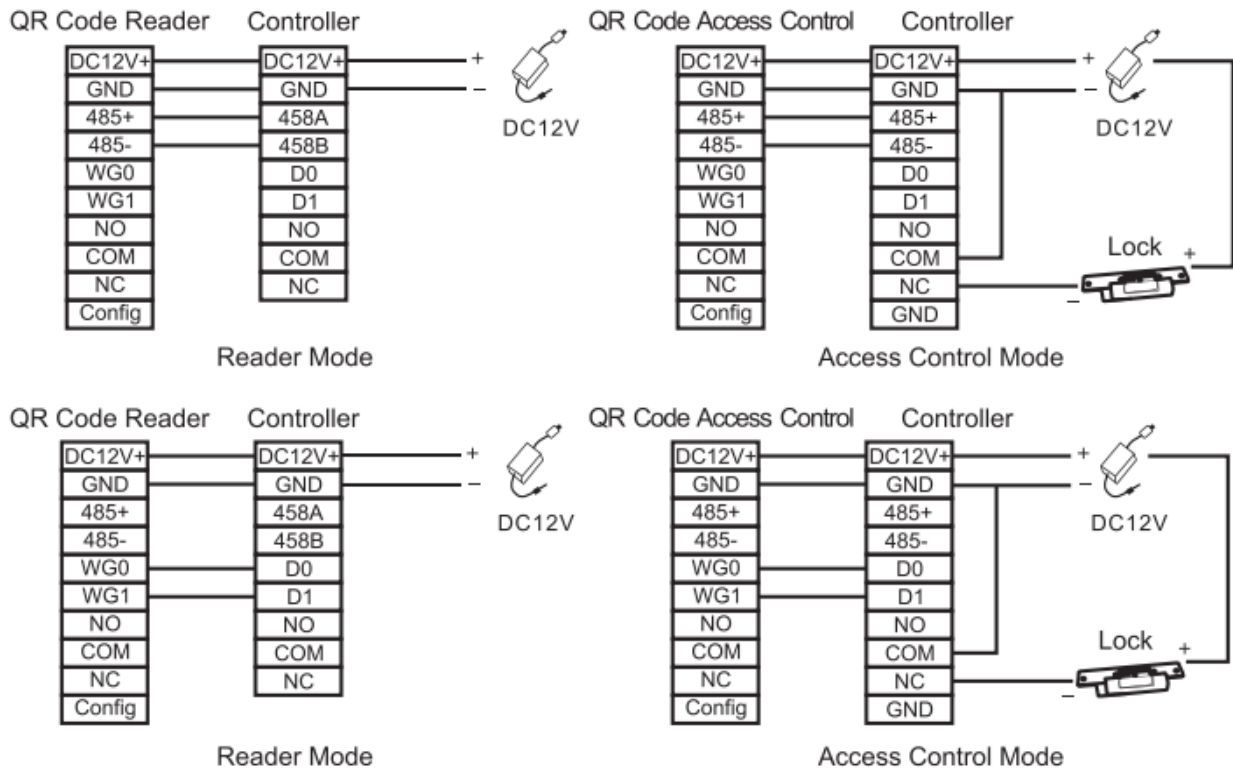 QR Code Reader Controller
DC12V+ DC12V+ +
GND GND −
485+ 458A
485- 458B
DC12V
WG0 D0
WG1 D1
NO NO
COM COM
NC NC
Config
Reader Mode
QR Code Access Control Controller
DC12V+ DC12V+ +
GND GND −
485+ 485+
DC12V
485- 485-
WG0 D0
WG1 D1
NO NO
Lock +
COM COM
NC NC −
Config GND
Access Control Mode
QR Code Reader Controller
DC12V+ DC12V+ +
GND GND −
485+ 458A
DC12V
485- 458B
WG0 D0
WG1 D1
NO NO
COM COM
NC NC
Config
Reader Mode
QR Code Access Control Controller
DC12V+ DC12V+ +
GND GND −
485+ 485+
DC12V
485- 485-
WG0 D0
WG1 D1
NO NO
Lock +
COM COM
NC NC −
Config GND
Access Control Mode